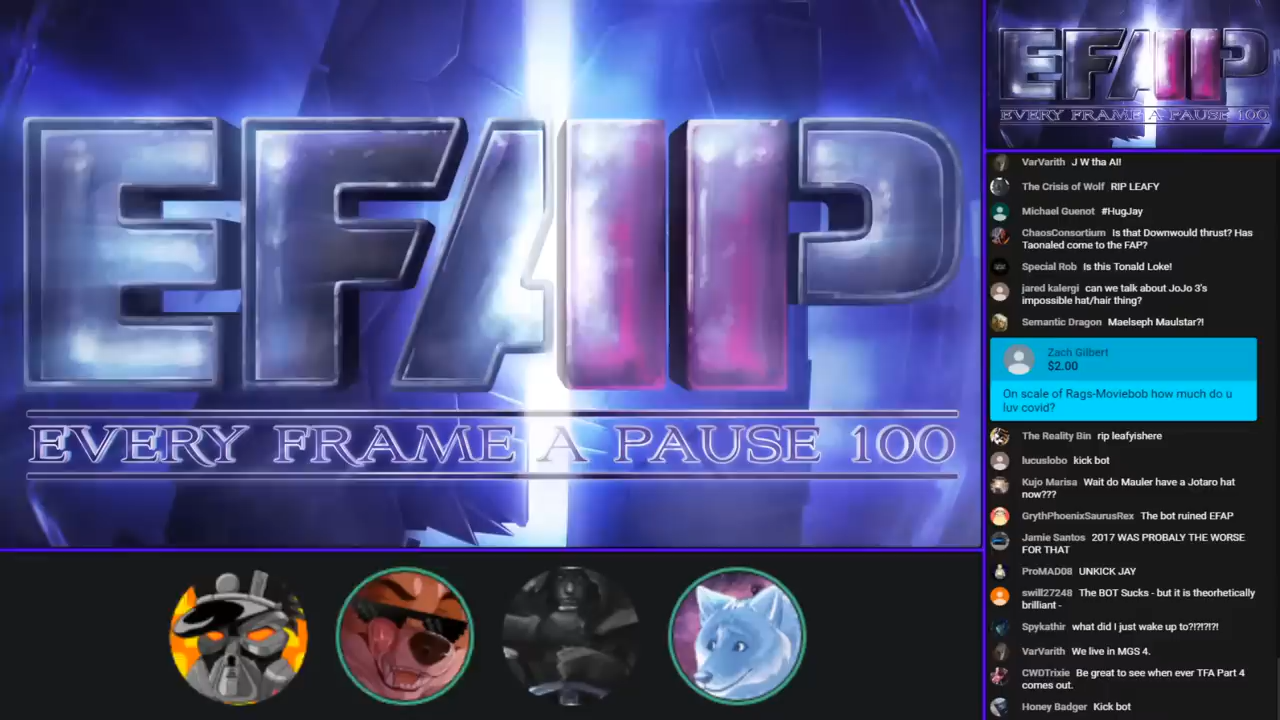 EFAIIP
EVERY FRAME A PAUSE 100
EFAIIP
EVERY FRAME A PAUSE 100
VarVarith J W tha AI!
The Crisis of Wolf RIP LEAFY
Michael Guenot #HugJay
ChaosConsortium Is that Downwould thrust? Has
Taonaled come to the FAP?
Special Rob Is this Tonald Loke!
jared kalergi can we talk about JoJo 3's
impossible hat/hair thing?
Semantic Dragon Maelseph Maulstar?!
Zach Gilbert
$2.00
On scale of Rags-Moviebob how much do u
luv covid?
The Reality Bin rip leafyishere
lucuslobo kick bot
Kujo Marisa Wait do Mauler have a Jotaro hat
now???
GrythPhoenixSaurusRex The bot ruined EFAP
Jamie Santos 2017 WAS PROBALY THE WORSE
FOR THAT
ProMAD08 UNKICK JAY
swill27248 The BOT Sucks - but it is theorhetically
brilliant -
Spykathir what did I just wake up to?!?!?!?!
VarVarith We live in MGS 4.
CWDTrixie Be great to see when ever TFA Part 4
comes out.
Honey Badger Kick bot